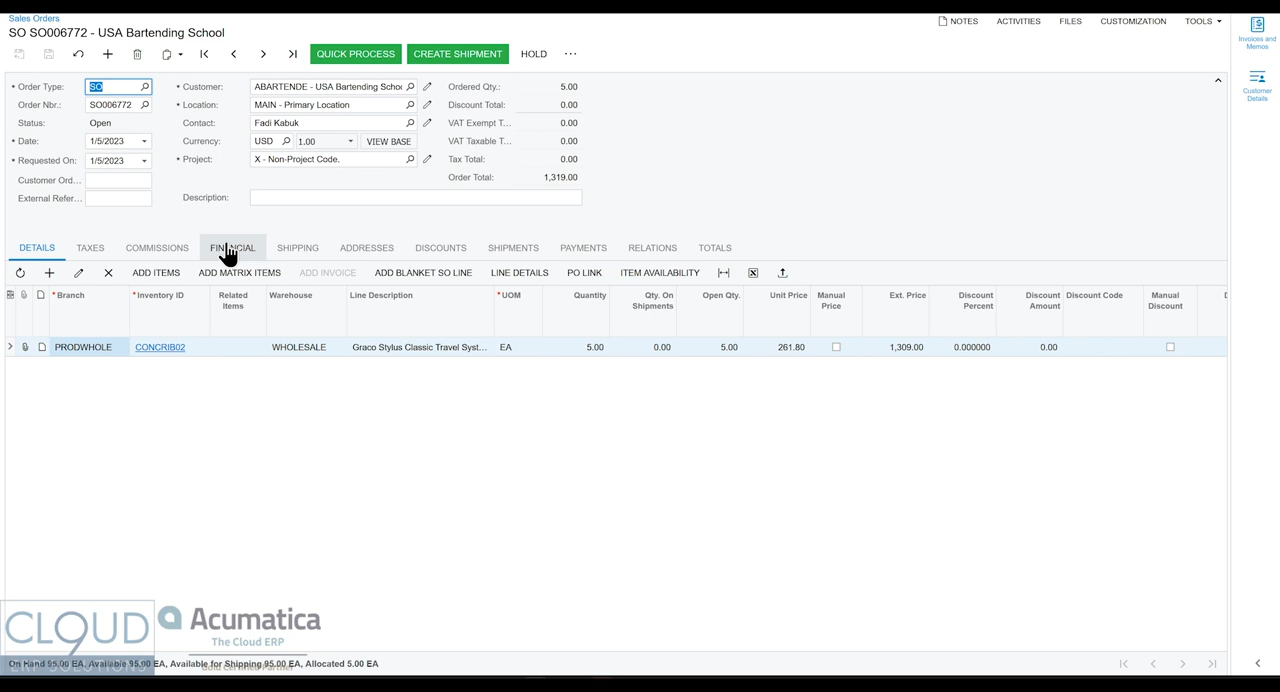 Sales Orders
SO SO006772 - USA Bartending School
NOTES ACTIVITIES FILES CUSTOMIZATION TOOLS
Invoices and Memos
Customer Details
QUICK PROCESS CREATE SHIPMENT HOLD ...
* Order Type: SO
Order Nbr.: SO006772
Status: Open
* Date: 1/5/2023
* Requested On: 1/5/2023
Customer Ord...
External Refer...
* Customer: ABARTENDE - USA Bartending Schoo
* Location: MAIN - Primary Location
Contact: Fadi Kabuk
Currency: USD 1.00 VIEW BASE
* Project: X - Non-Project Code.
Description:
Ordered Qty.: 5.00
Discount Total: 0.00
VAT Exempt T... 0.00
VAT Taxable T... 0.00
Tax Total: 0.00
Order Total: 1,319.00
DETAILS TAXES COMMISSIONS FINANCIAL SHIPPING ADDRESSES DISCOUNTS SHIPMENTS PAYMENTS RELATIONS TOTALS
ADD ITEMS ADD MATRIX ITEMS ADD INVOICE ADD BLANKET SO LINE LINE DETAILS PO LINK ITEM AVAILABILITY
* Branch * Inventory ID Related Items Warehouse Line Description * UOM Quantity Qty. On Shipments Open Qty. Unit Price Manual Price Ext. Price Discount Percent Discount Amount Discount Code Manual Discount
PRODWHOLE CONCRIB02 WHOLESALE Graco Stylus Classic Travel Syst... EA 5.00 0.00 5.00 261.80 1,309.00 0.000000 0.00
CLOUD 9
ERP SOLUTIONS
Acumatica
The Cloud ERP
Gold Certified Partner
On Hand 95.00 EA, Available 95.00 EA, Available for Shipping 95.00 EA, Allocated 5.00 EA